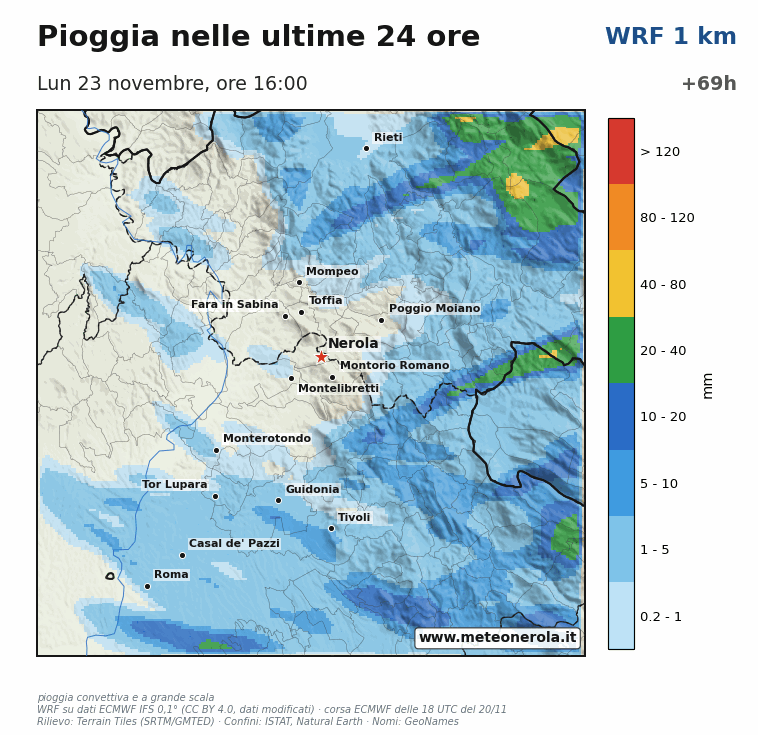 Pioggia nelle ultime 24 ore
WRF 1 km
Lun 23 novembre, ore 16:00
+69h
Rieti
Mompeo
Fara in Sabina
Toffia
Poggio Moiano
Nerola
Montorio Romano
Montelibretti
Monterotondo
Tor Lupara
Guidonia
Tivoli
Casal de' Pazzi
Roma
www.meteonerola.it
> 120
80 - 120
40 - 80
20 - 40
10 - 20
5 - 10
1 - 5
0.2 - 1
mm
pioggia convettiva e a grande scala
WRF su dati ECMWF IFS 0,1° (CC BY 4.0, dati modificati) · corsa ECMWF delle 18 UTC del 20/11
Rilievo: Terrain Tiles (SRTM/GMTED) · Confini: ISTAT, Natural Earth · Nomi: GeoNames